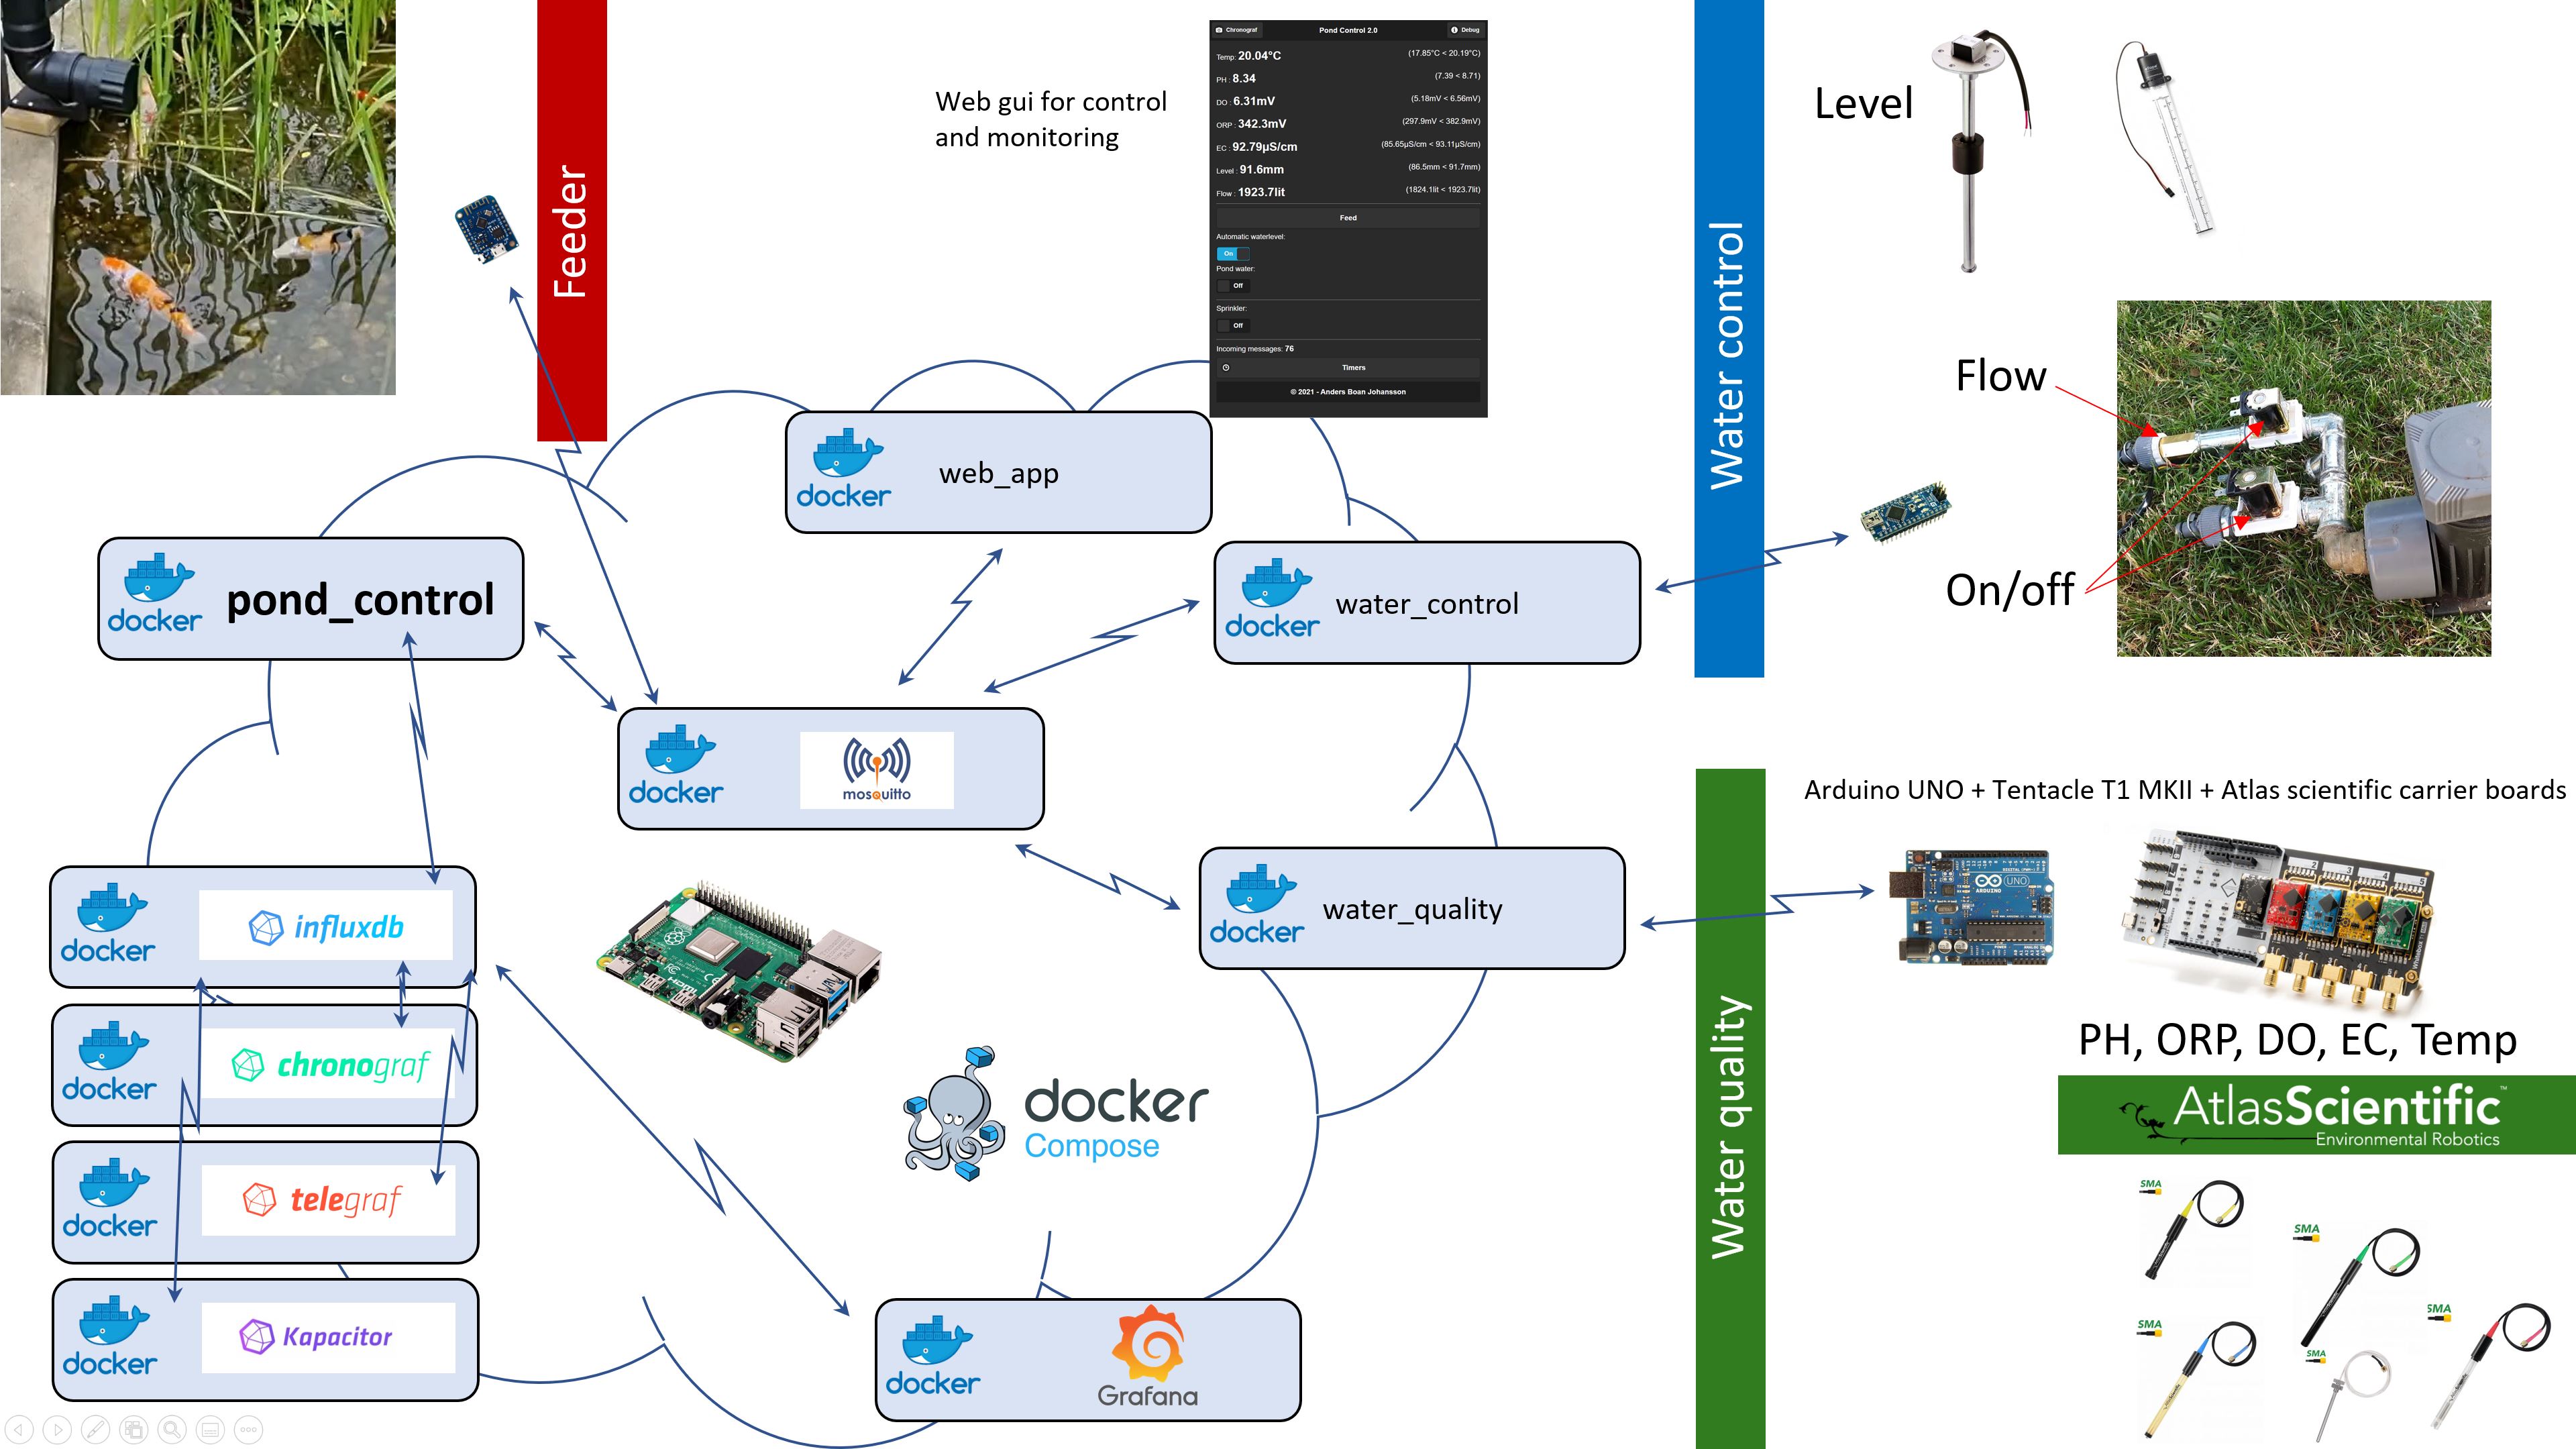 Feeder
Web gui for control
and monitoring
Chronograf
Pond Control 2.0
Debug
Temp: 20.04°C (17.85°C < 20.19°C)
PH : 8.34 (7.39 < 8.71)
DO : 6.31mV (5.18mV < 6.56mV)
ORP : 342.3mV (297.9mV < 382.9mV)
EC : 92.79µS/cm (85.65µS/cm < 93.11µS/cm)
Level : 91.6mm (86.5mm < 91.7mm)
Flow : 1923.7lit (1824.1lit < 1923.7lit)
Feed
Automatic waterlevel:
On
Pond water:
Off
Sprinkler:
Off
Incoming messages: 76
Timers
© 2021 - Anders Boan Johansson
Water control
Level
Flow
On/off
docker
web_app
docker
pond_control
docker
water_control
docker
mosquitto
docker
water_quality
docker
influxdb
docker
chronograf
docker
telegraf
docker
Kapacitor
docker
Compose
docker
Grafana
Water quality
Arduino UNO + Tentacle T1 MKII + Atlas scientific carrier boards
UNO
ARDUINO
PH, ORP, DO, EC, Temp
AtlasScientific™
Environmental Robotics
SMA
SMA
SMA
SMA
SMA